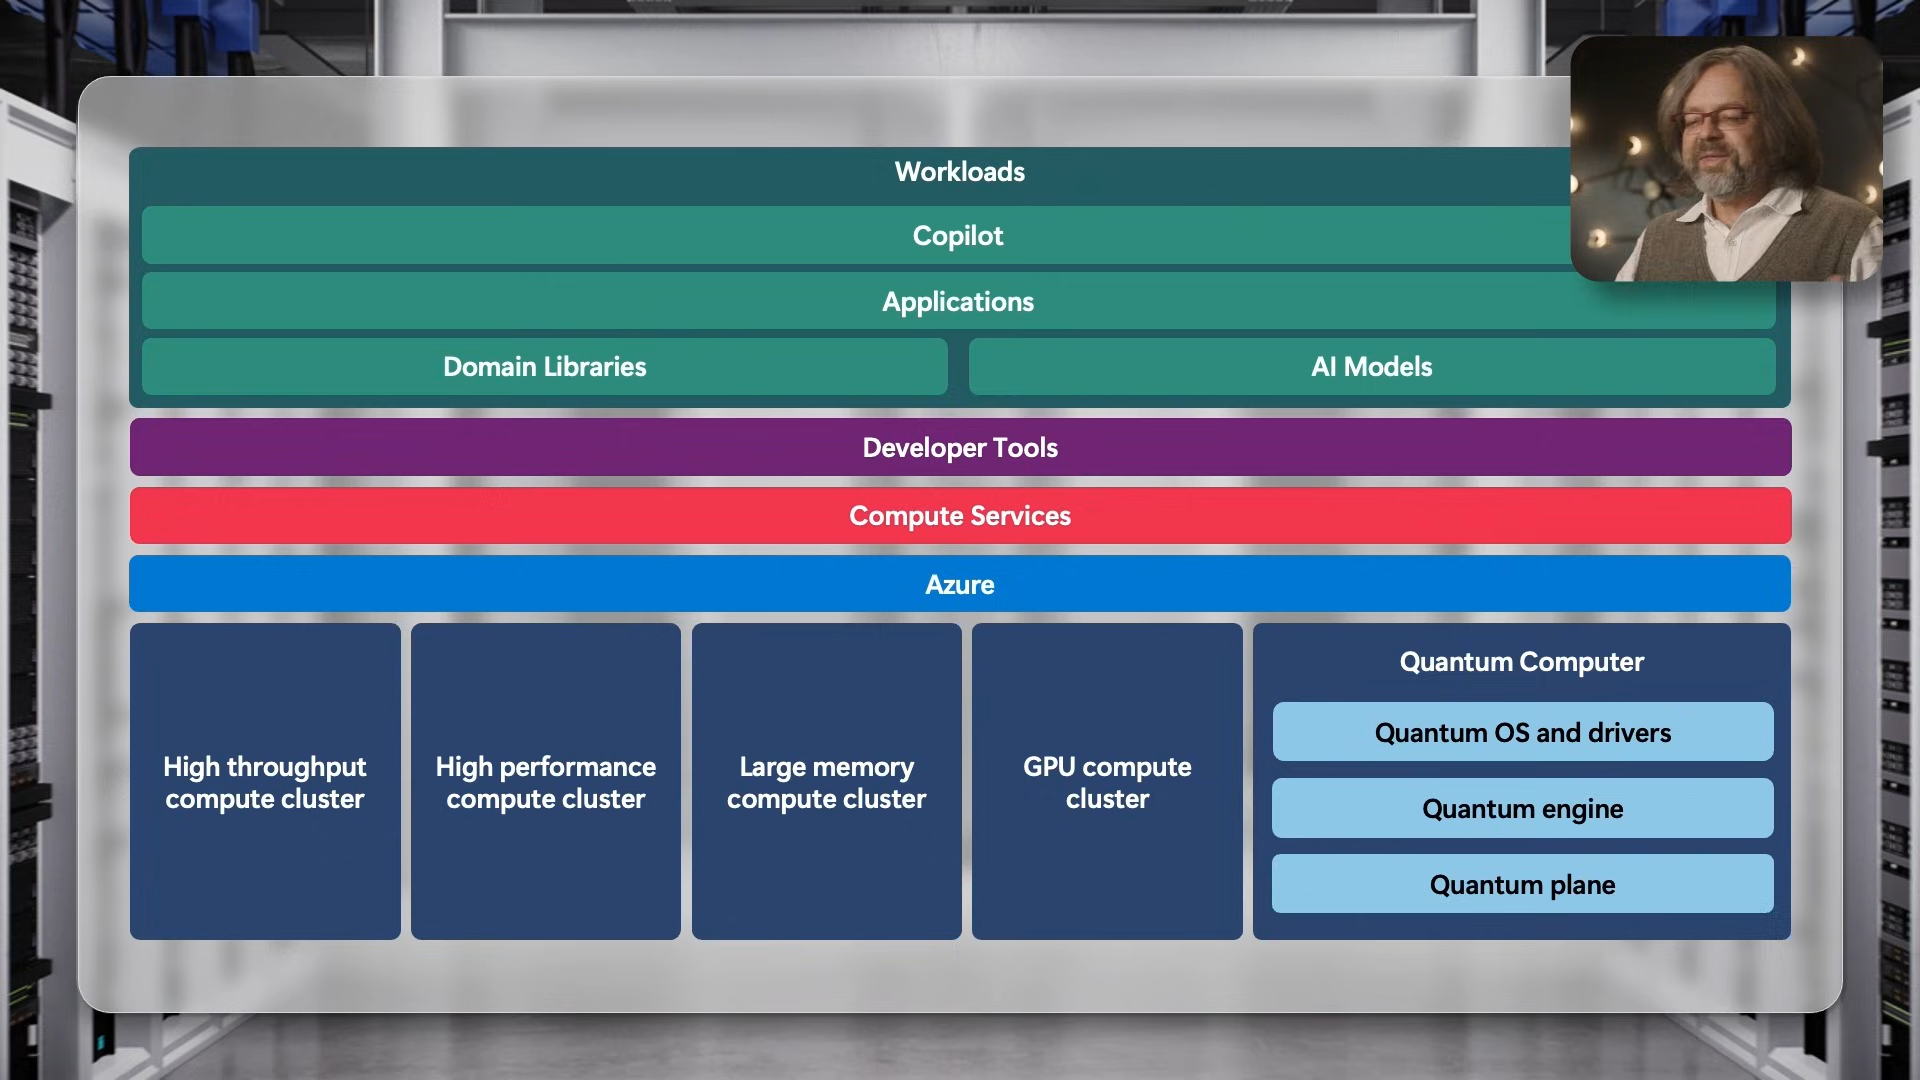 Workloads
Copilot
Applications
Domain Libraries
AI Models
Developer Tools
Compute Services
Azure
High throughput
compute cluster
High performance
compute cluster
Large memory
compute cluster
GPU compute
cluster
Quantum Computer
Quantum OS and drivers
Quantum engine
Quantum plane